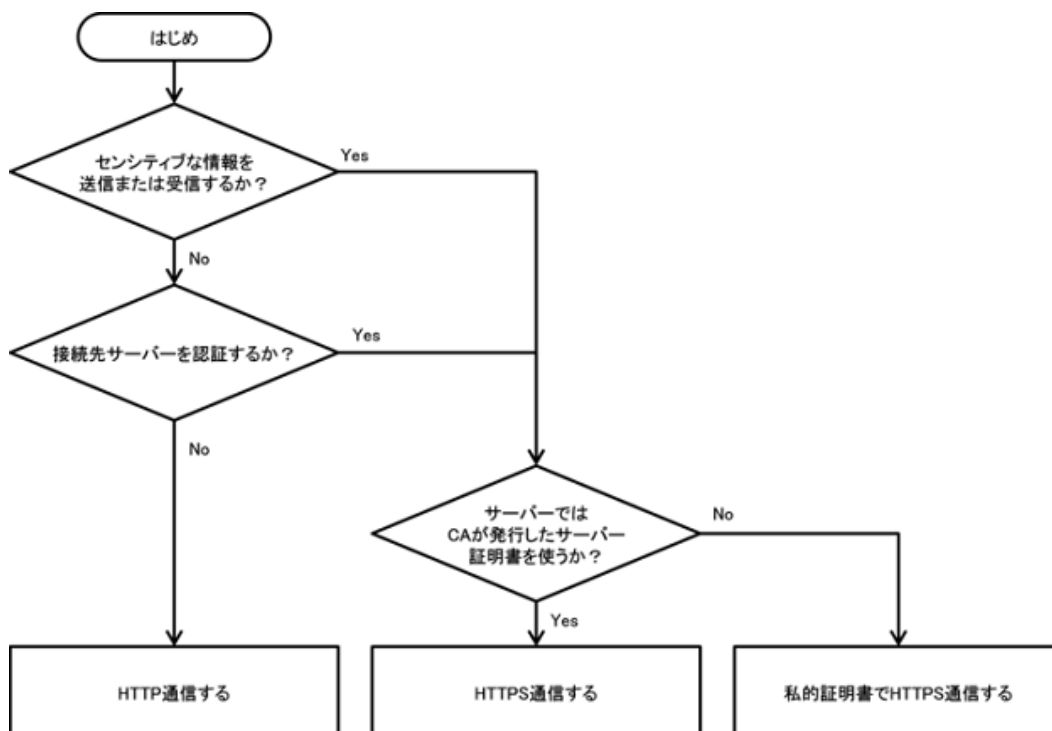 はじめ
センシティブな情報を
送信または受信するか？
Yes
No
接続先サーバーを認証するか？
Yes
No
サーバーでは
CAが発行したサーバー
証明書を使うか？
No
Yes
HTTP通信する
HTTPS通信する
私的証明書でHTTPS通信する